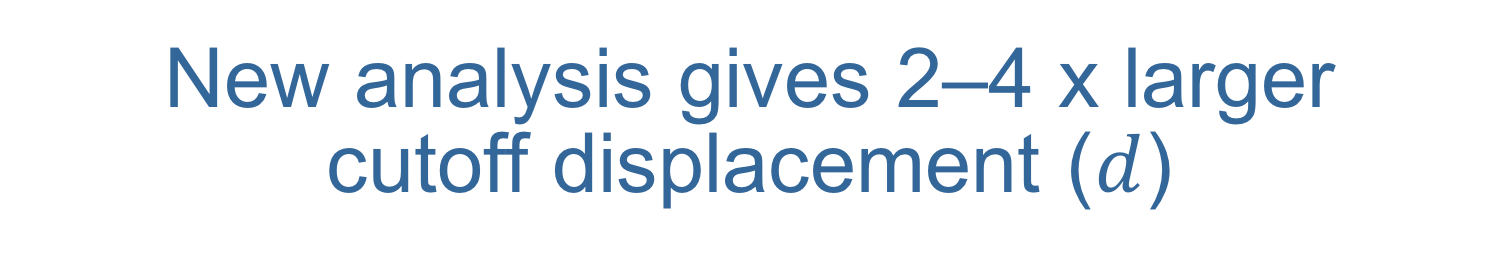 New analysis gives 2–4 x larger
cutoff displacement (𝑑)